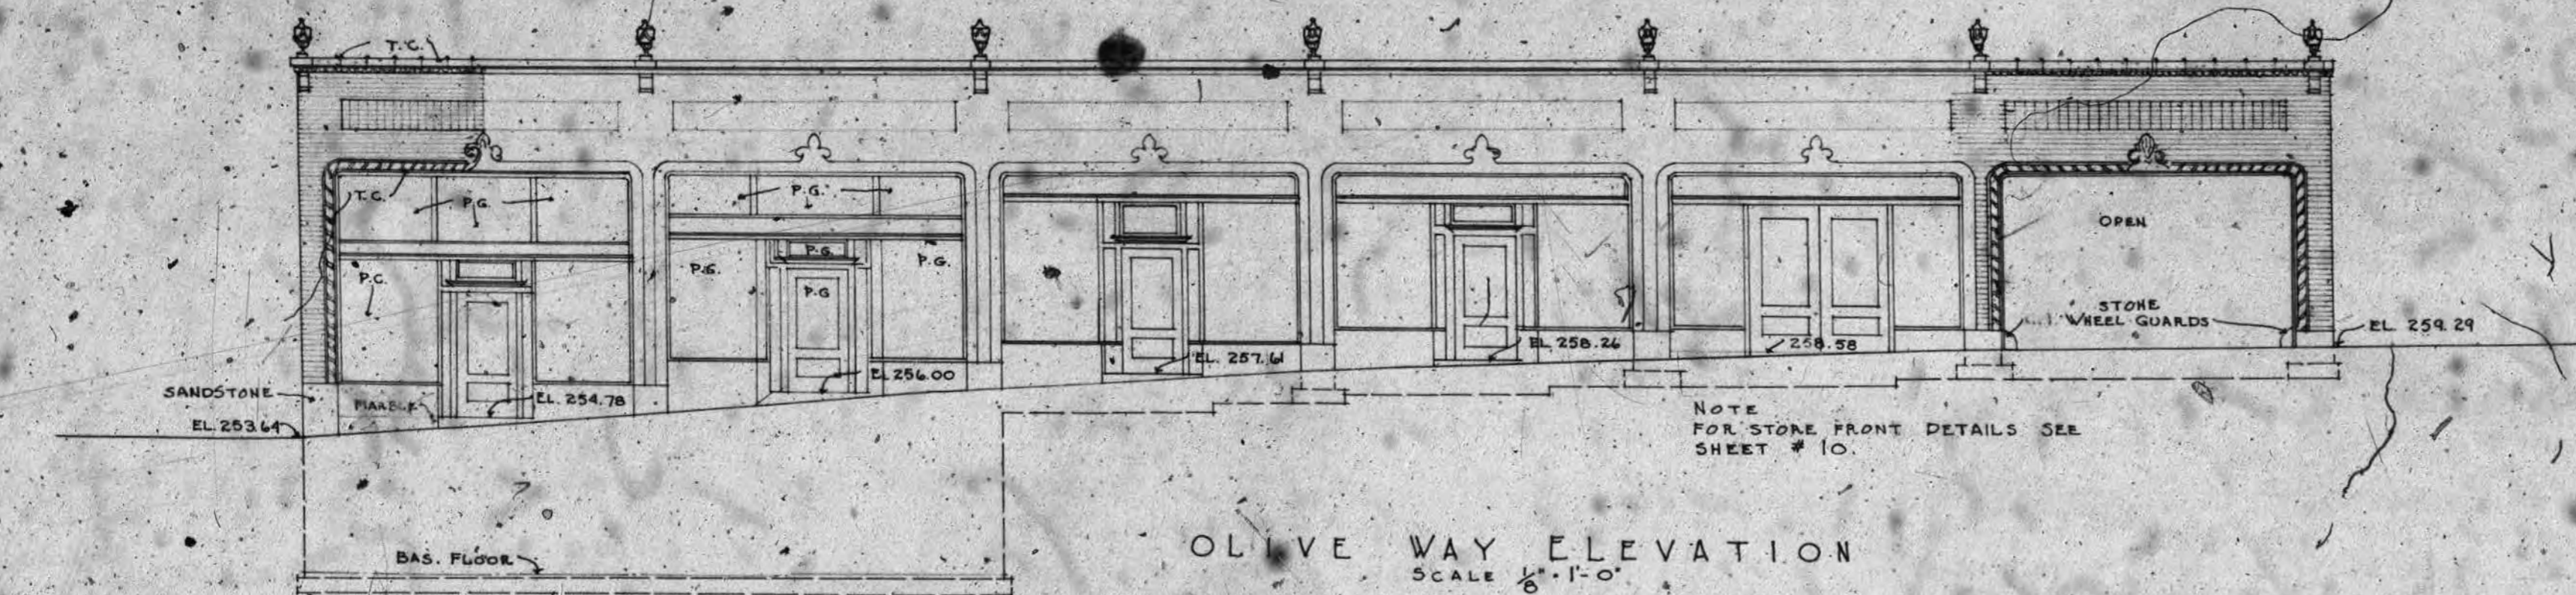 T.C.
T.C.
P.G.
P.G.
P.C.
P.G.
P.G.
P.G.
P.G
OPEN
STONE
WHEEL GUARDS
EL 259.29
EL. 258.26
258.58
EL. 257.61
EL 256.00
EL. 254.78
SANDSTONE
MARBLE
EL. 253.64
NOTE
FOR STORE FRONT DETAILS SEE
SHEET # 10.
BAS. FLOOR
OLIVE WAY ELEVATION
SCALE 1/8" = 1'-0"